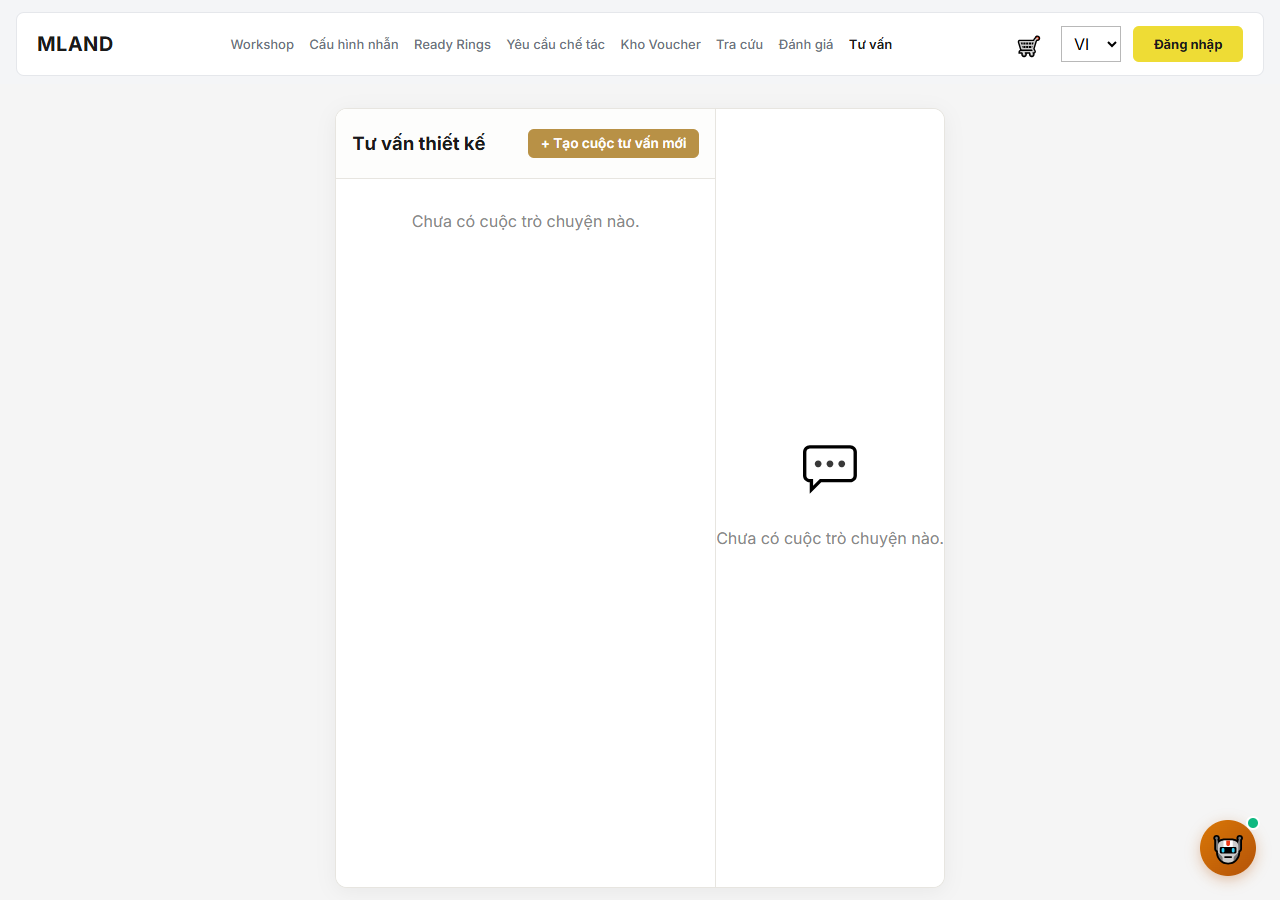 MLAND
Workshop
Cấu hình nhẫn
Ready Rings
Yêu cầu chế tác
Kho Voucher
Tra cứu
Đánh giá
Tư vấn
VI
Đăng nhập
Tư vấn thiết kế
+ Tạo cuộc tư vấn mới
Chưa có cuộc trò chuyện nào.
Chưa có cuộc trò chuyện nào.